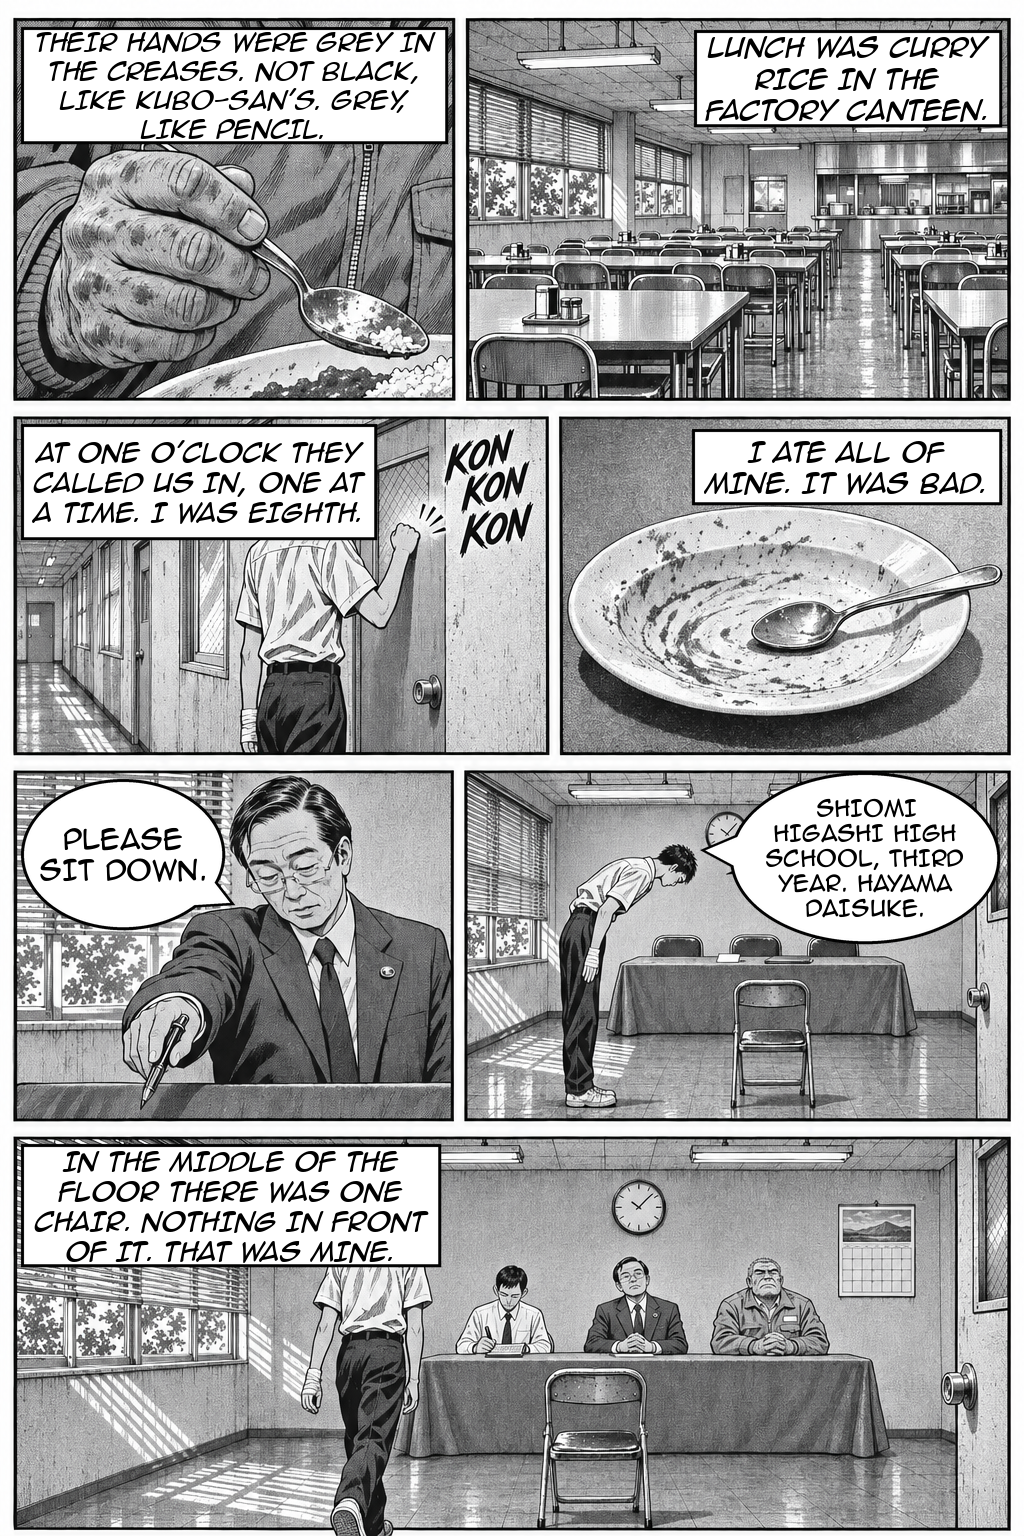 LUNCH WAS CURRY
RICE IN THE
FACTORY CANTEEN.
THEIR HANDS WERE GREY IN
THE CREASES. NOT BLACK,
LIKE KUBO-SAN'S. GREY,
LIKE PENCIL.
I ATE ALL OF
MINE. IT WAS BAD.
AT ONE O'CLOCK THEY
CALLED US IN, ONE AT
A TIME. I WAS EIGHTH.
KON
KON
KON
SHIOMI
HIGASHI HIGH
SCHOOL, THIRD
YEAR. HAYAMA
DAISUKE.
PLEASE
SIT DOWN.
IN THE MIDDLE OF THE
FLOOR THERE WAS ONE
CHAIR. NOTHING IN FRONT
OF IT. THAT WAS MINE.